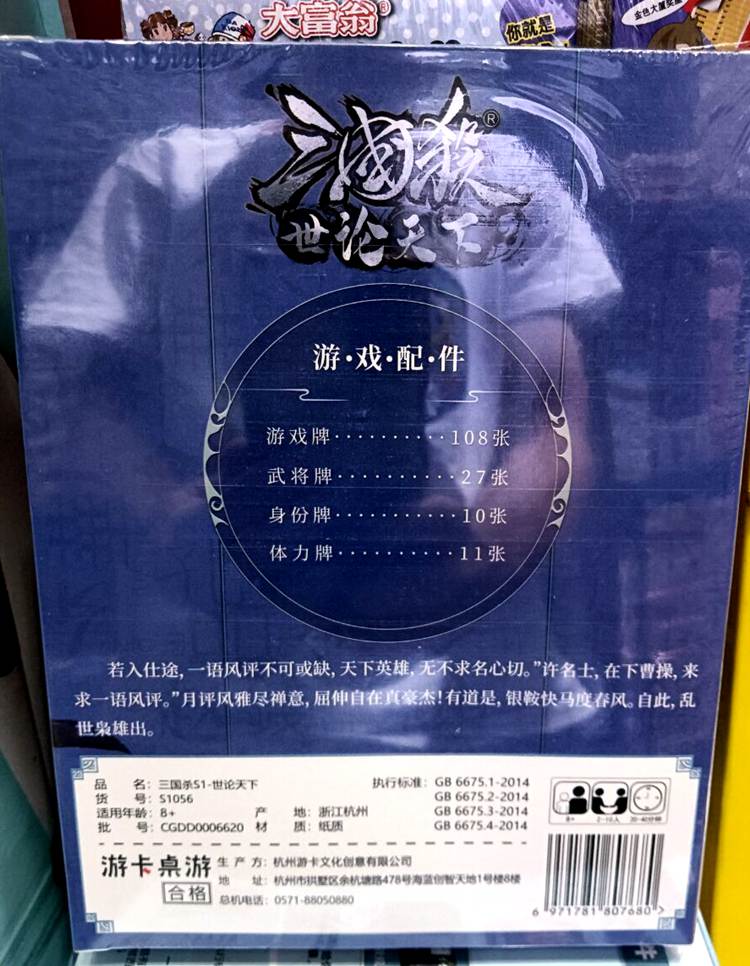 大富翁®
你就是
金色大厦奖座
三国杀®
世论天下
游·戏·配·件
游戏牌··········108张
武将牌···········27张
身份牌···········10张
体力牌···········11张
若入仕途,一语风评不可或缺,天下英雄,无不求名心切。”许名士,在下曹操,来
求一语风评。”月评风雅尽禅意,屈伸自在真豪杰!有道是,银鞍快马度春风。自此,乱
世枭雄出。
品 名:三国杀S1-世论天下 执行标准:GB 6675.1-2014
货 号:S1056 GB 6675.2-2014
适用年龄:8+ 产 地:浙江杭州 GB 6675.3-2014
批 号:CGDD0006620 材 质:纸质 GB 6675.4-2014
8+ 2-10人 20-40分钟
游卡桌游 生 产 方:杭州游卡文化创意有限公司
合格 地 址:杭州市拱墅区余杭塘路478号海蓝创智天地1号楼8楼
总机电话:0571-88050880
6 971781 807680 >